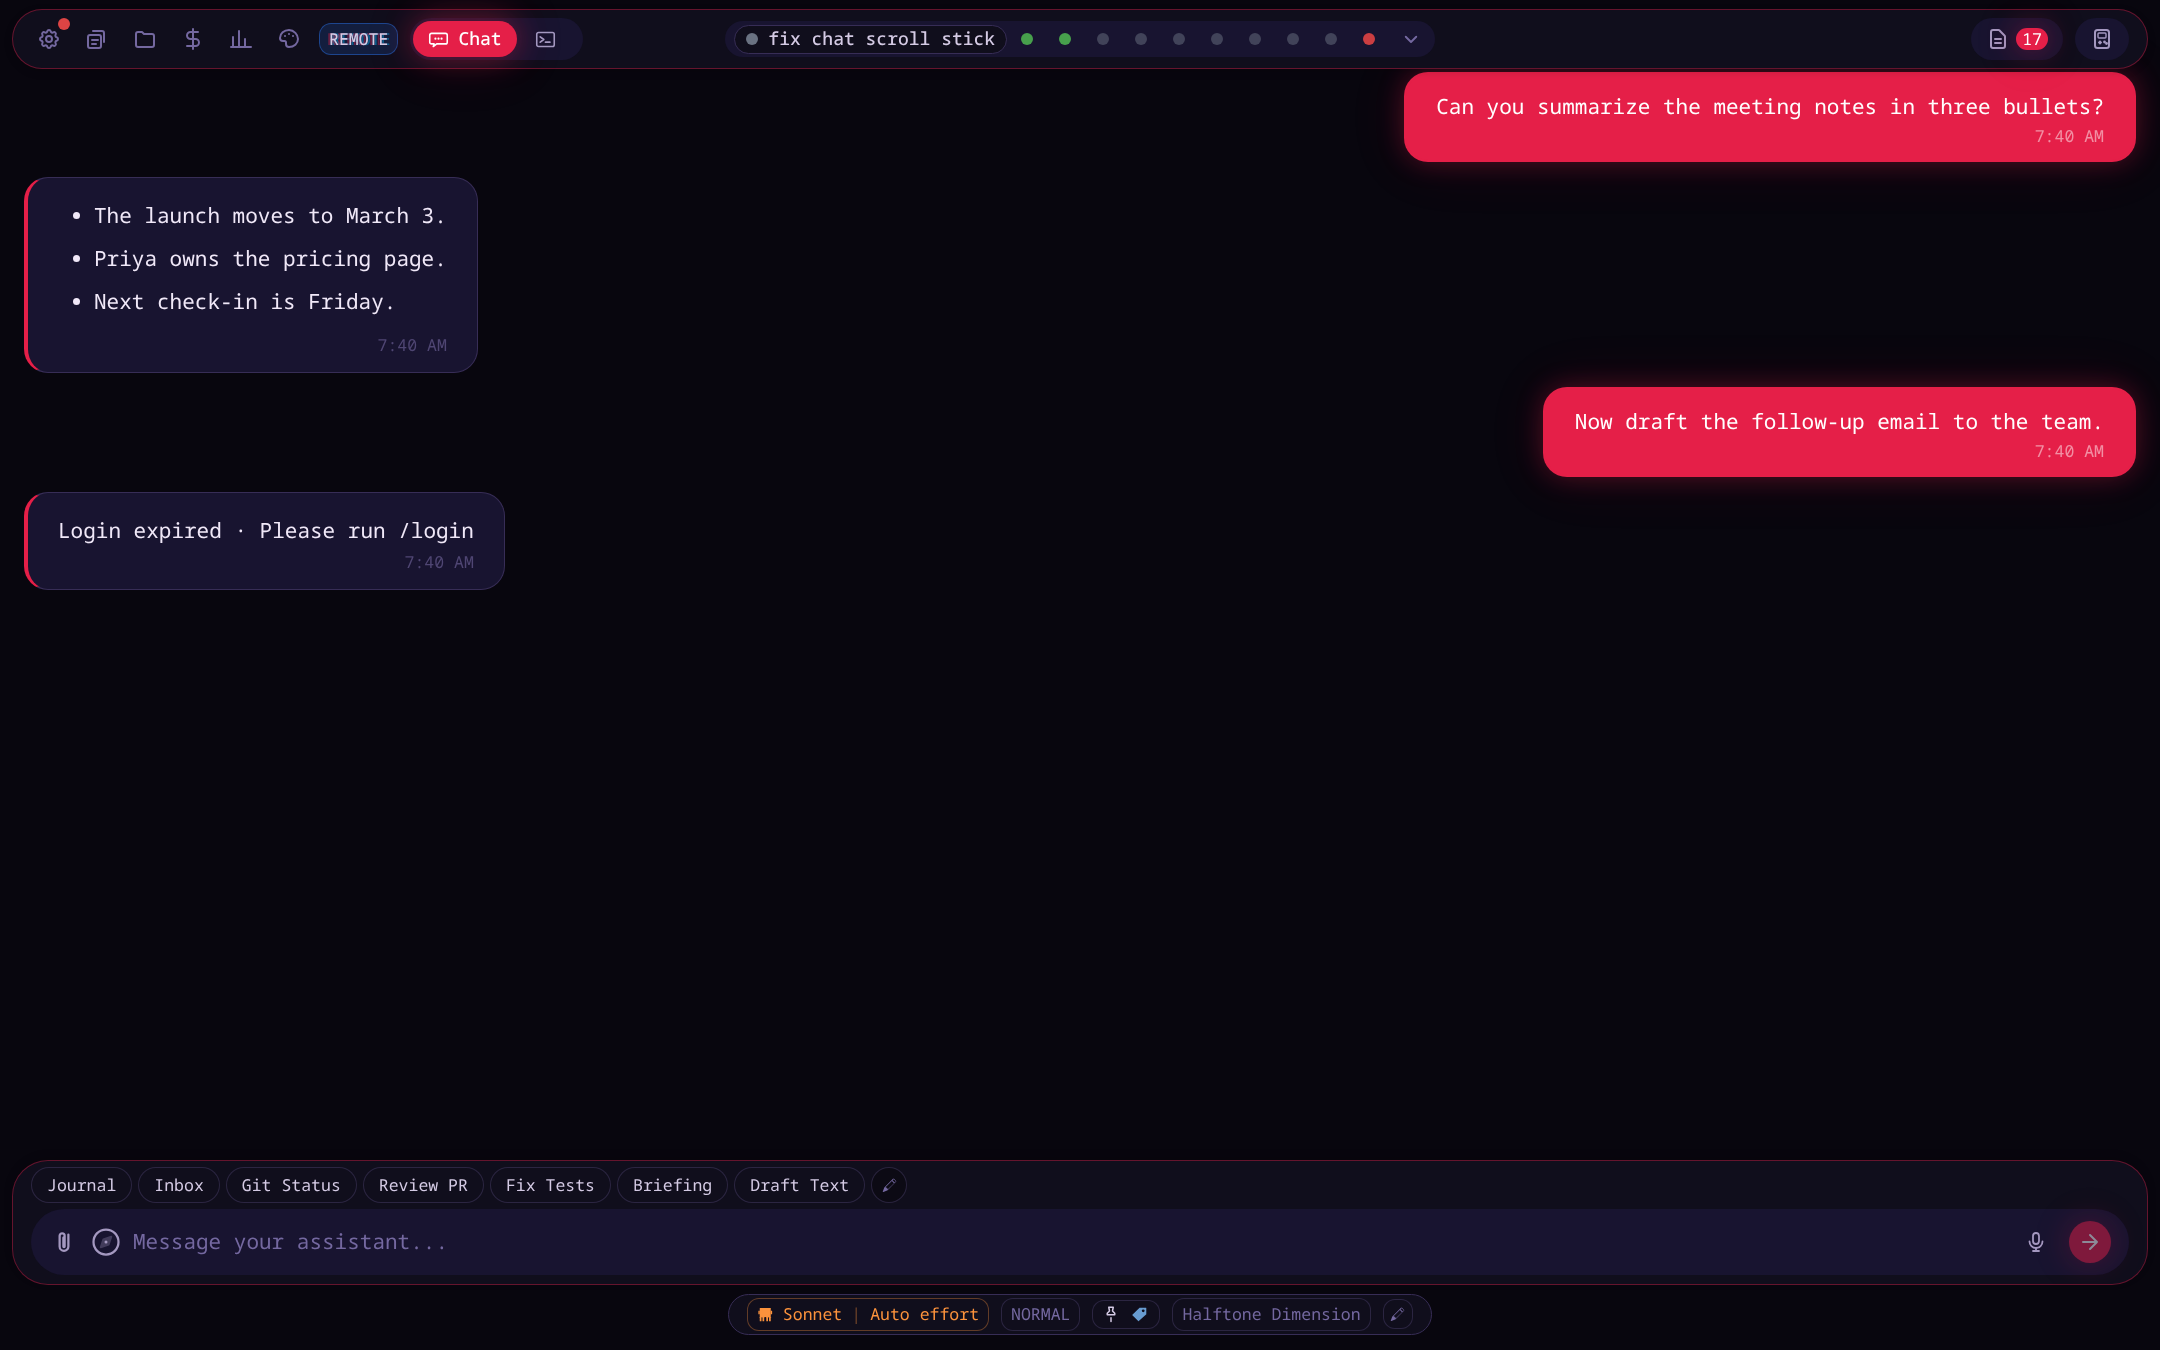 REMOTE
Chat
fix chat scroll stick
17
Can you summarize the meeting notes in three bullets?
7:40 AM
• The launch moves to March 3.
• Priya owns the pricing page.
• Next check-in is Friday.
7:40 AM
Now draft the follow-up email to the team.
7:40 AM
Login expired · Please run /login
7:40 AM
Journal
Inbox
Git Status
Review PR
Fix Tests
Briefing
Draft Text
Message your assistant...
Sonnet | Auto effort
NORMAL
Halftone Dimension